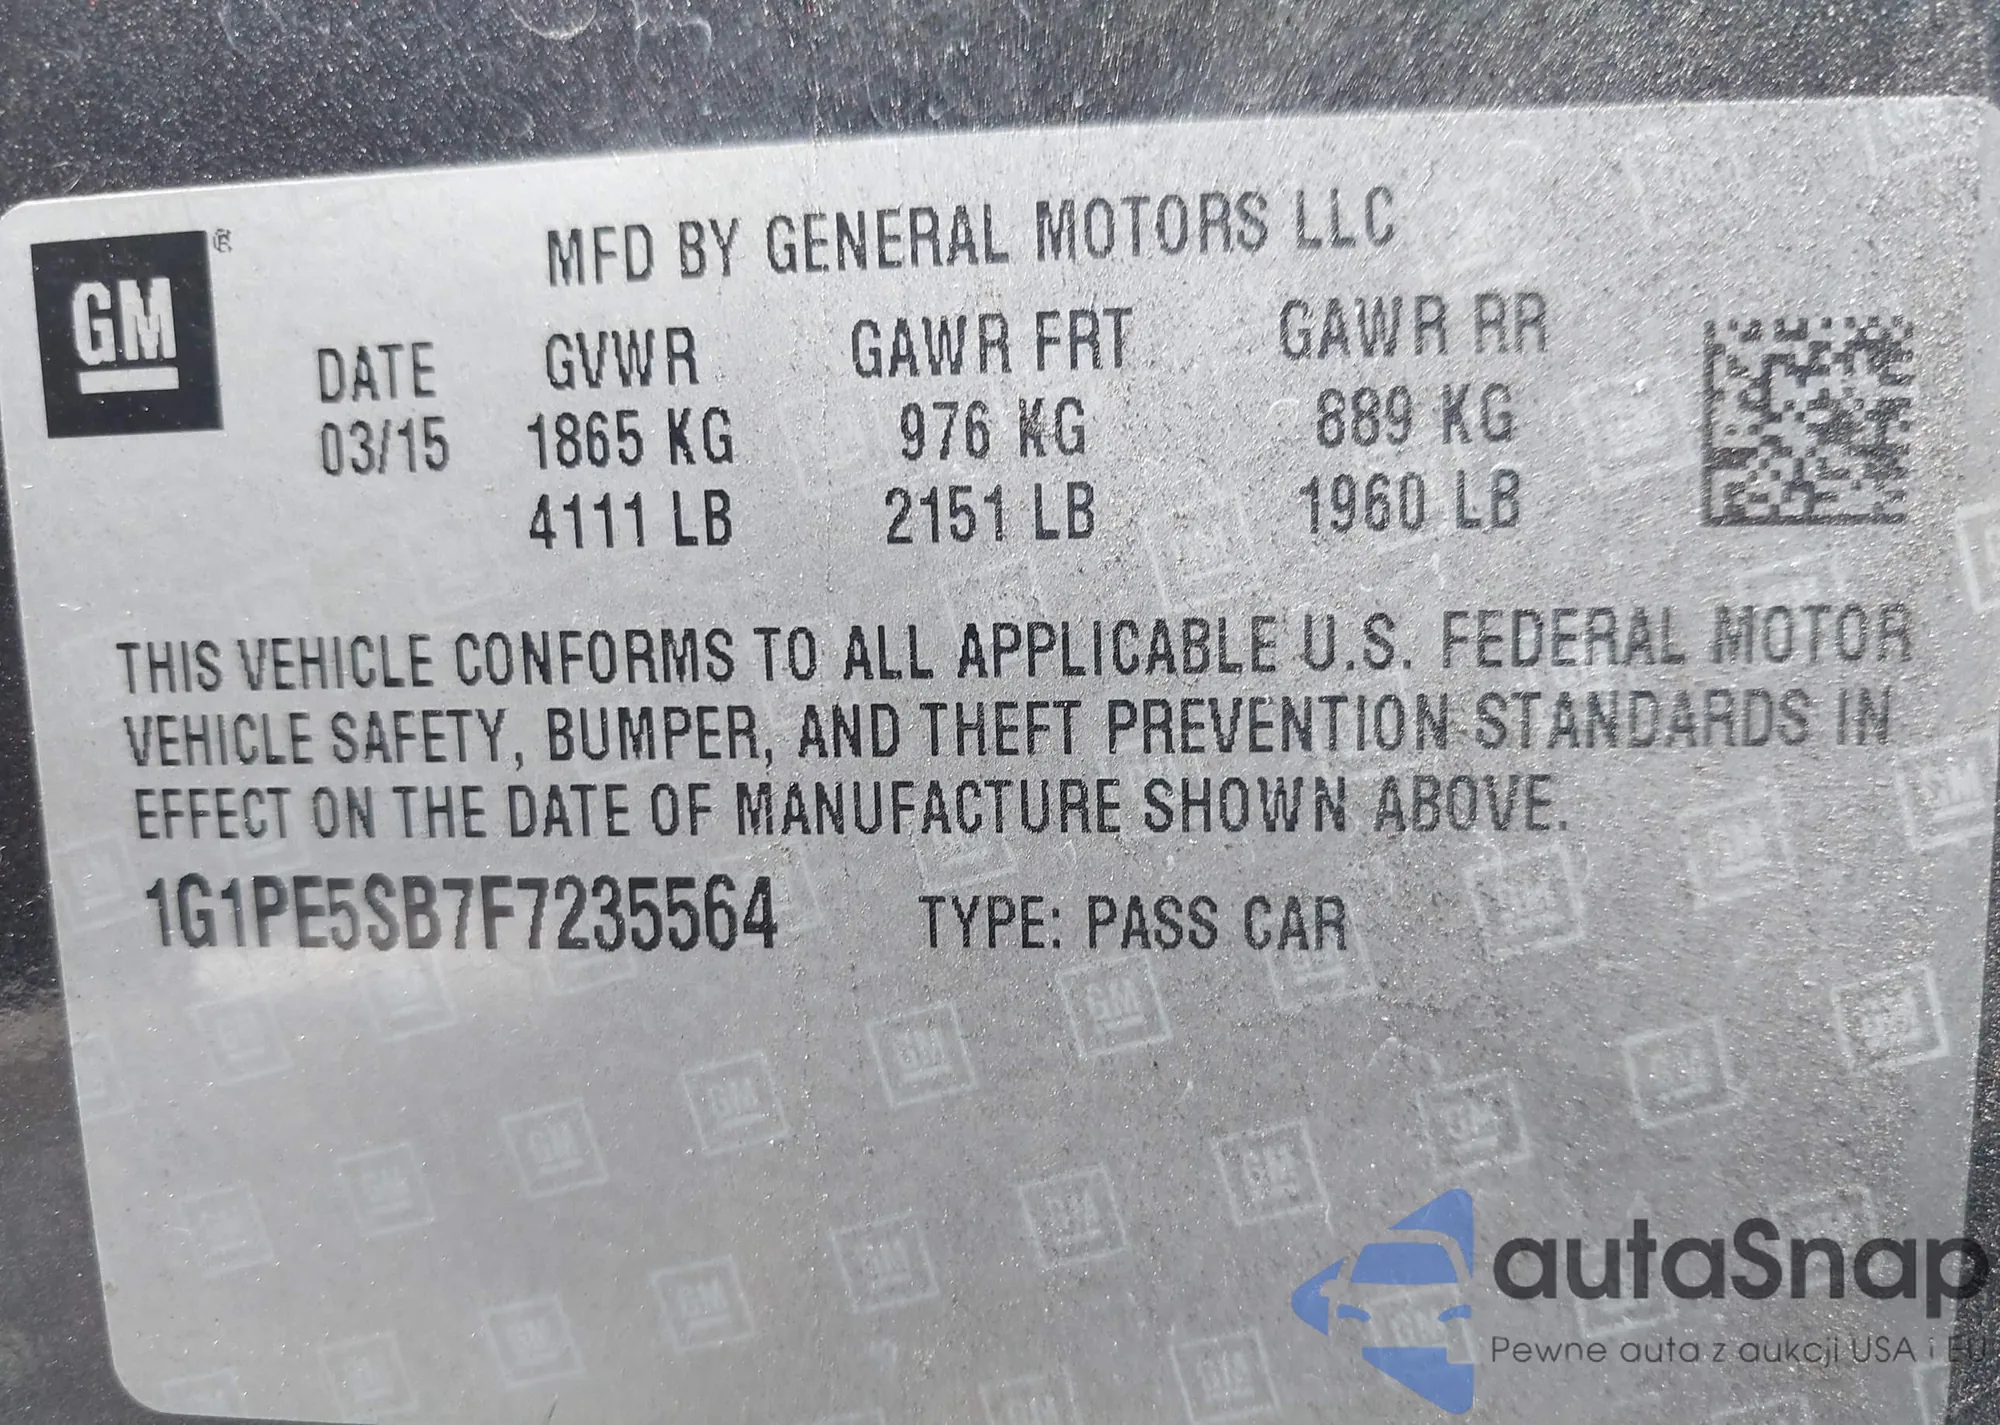 GM®
MFD BY GENERAL MOTORS LLC
DATE GVWR GAWR FRT GAWR RR
03/15 1865 KG 976 KG 889 KG
4111 LB 2151 LB 1960 LB
THIS VEHICLE CONFORMS TO ALL APPLICABLE U.S. FEDERAL MOTOR
VEHICLE SAFETY, BUMPER, AND THEFT PREVENTION STANDARDS IN
EFFECT ON THE DATE OF MANUFACTURE SHOWN ABOVE.
1G1PE5SB7F7235564 TYPE: PASS CAR
autaSnap
Pewne auta z aukcji USA i EU